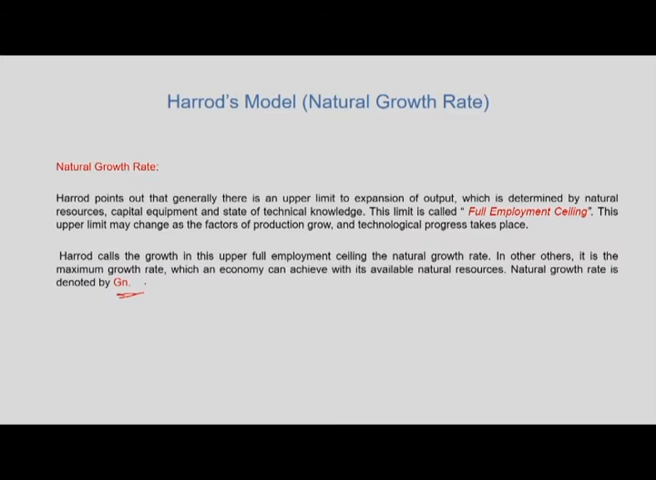 Harrod's Model (Natural Growth Rate)
Natural Growth Rate:
Harrod points out that generally there is an upper limit to expansion of output, which is determined by natural
resources, capital equipment and state of technical knowledge. This limit is called " Full Employment Ceiling". This
upper limit may change as the factors of production grow, and technological progress takes place.
Harrod calls the growth in this upper full employment ceiling the natural growth rate. In other others, it is the
maximum growth rate, which an economy can achieve with its available natural resources. Natural growth rate is
denoted by Gn.